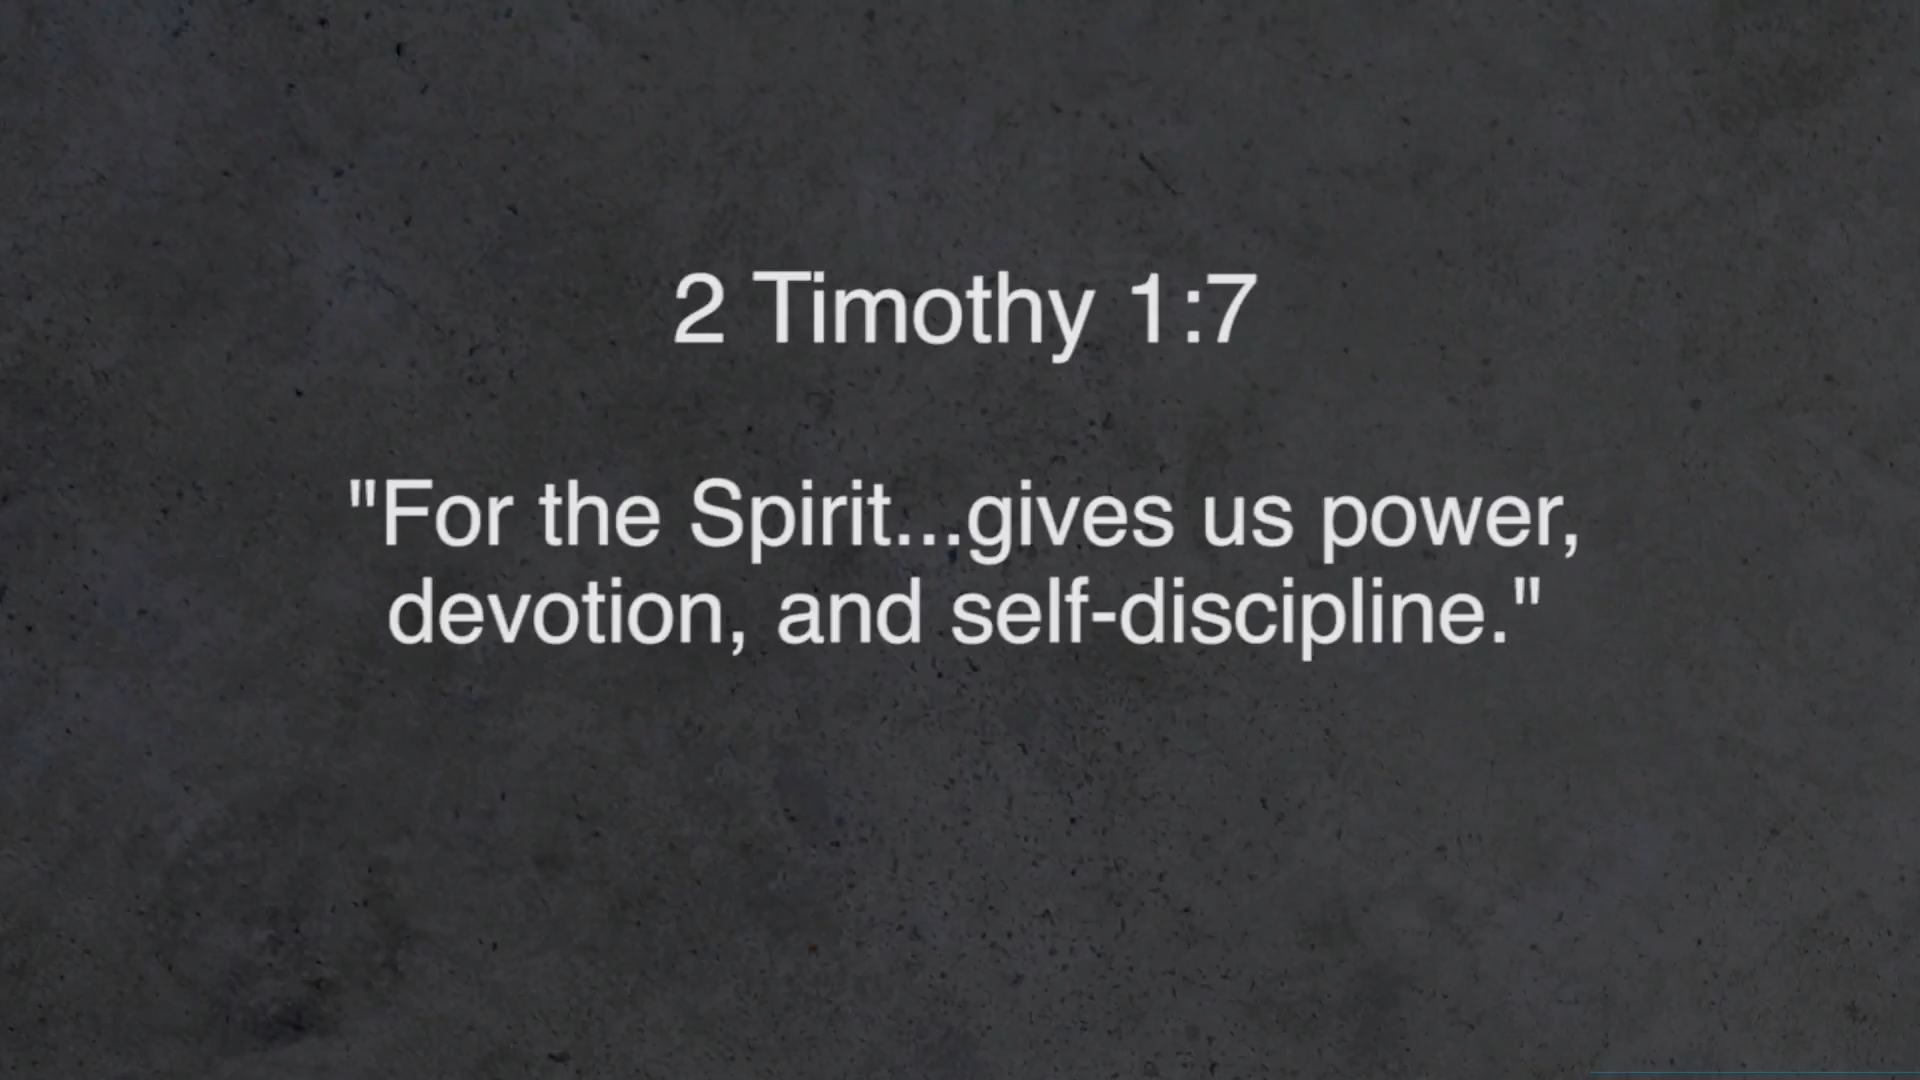 2 Timothy 1:7
"For the Spirit...gives us power,
devotion, and self-discipline."